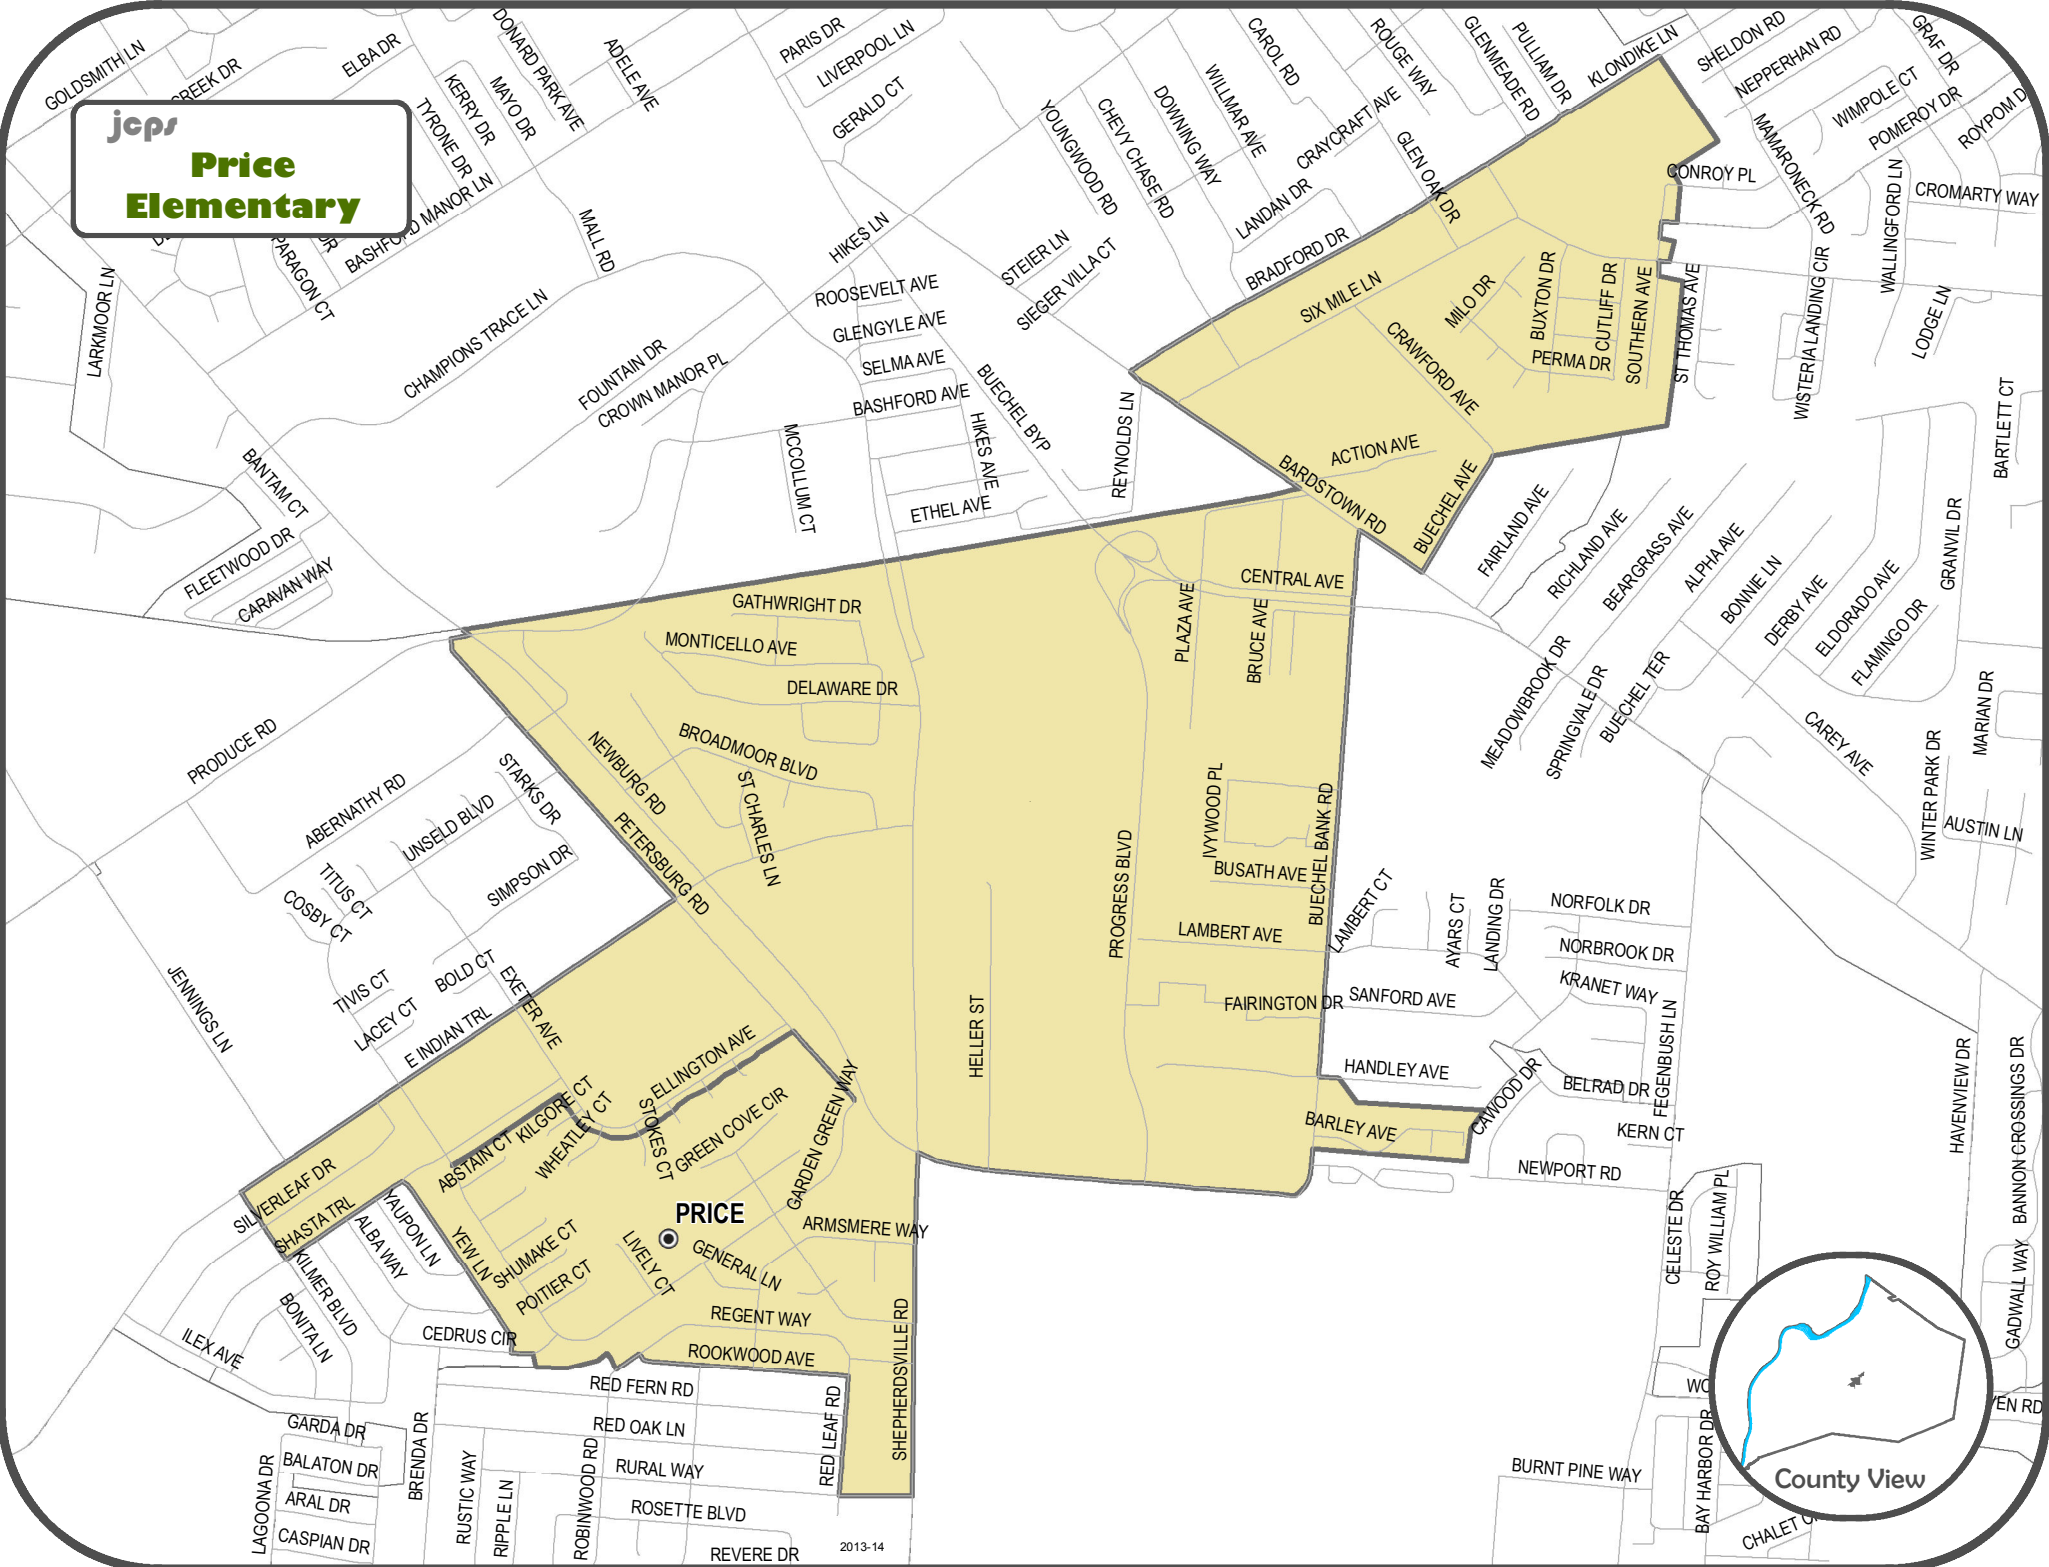 GOLDSMITH LN
CREEK DR
ELBA DR
DONARD PARK AVE
ADELE AVE
KERRY DR
MAYO DR
TYRONE DR
PARIS DR
LIVERPOOL LN
GERALD CT
CAROL RD
ROUGE WAY
GLENMEADE RD
PULLIAM DR
KLONDIKE LN
SHELDON RD
NEPPERHAN RD
GRAF DR
WIMPOLE CT
POMEROY DR
ROYPOM D
jcps
Price
Elementary
BASHFORD MANOR LN
PARAGON CT
MALL RD
HIKES LN
YOUNGWOOD RD
CHEVY CHASE RD
DOWNING WAY
WILLMAR AVE
CRAYCRAFT AVE
LANDAN DR
GLEN OAK DR
BRADFORD DR
CONROY PL
MAMARONECK RD
WALLINGFORD LN
CROMARTY WAY
STEIER LN
SIEGER VILLA CT
LARKMOOR LN
CHAMPIONS TRACE LN
FOUNTAIN DR
CROWN MANOR PL
ROOSEVELT AVE
GLENGYLE AVE
SELMA AVE
BASHFORD AVE
HIKES AVE
BUECHEL BYP
MCCOLLUM CT
ETHEL AVE
REYNOLDS LN
SIX MILE LN
MILO DR
BUXTON DR
CUTLIFF DR
SOUTHERN AVE
ST THOMAS AVE
CRAWFORD AVE
PERMA DR
WISTERIA LANDING CIR
LODGE LN
BARTLETT CT
ACTION AVE
BARDSTOWN RD
BUECHEL AVE
BANTAM CT
FLEETWOOD DR
CARAVAN WAY
FAIRLAND AVE
RICHLAND AVE
BEARGRASS AVE
ALPHA AVE
BONNIE LN
DERBY AVE
ELDORADO AVE
FLAMINGO DR
GRANVIL DR
GATHWRIGHT DR
MONTICELLO AVE
DELAWARE DR
CENTRAL AVE
PLAZA AVE
BRUCE AVE
MEADOWBROOK DR
SPRINGVALE DR
BUECHEL TER
CAREY AVE
MARIAN DR
WINTER PARK DR
AUSTIN LN
PRODUCE RD
ABERNATHY RD
STARKS DR
UNSELD BLVD
SIMPSON DR
TITUS CT
COSBY CT
NEWBURG RD
BROADMOOR BLVD
ST CHARLES LN
PETERSBURG RD
PROGRESS BLVD
IVYWOOD PL
BUSATH AVE
BUECHEL BANK RD
LAMBERT AVE
LAMBERT CT
AYARS CT
LANDING DR
NORFOLK DR
NORBROOK DR
KRANET WAY
FEGENBUSH LN
FAIRINGTON DR
SANFORD AVE
HANDLEY AVE
BELRAD DR
CAWOOD DR
KERN CT
BARLEY AVE
NEWPORT RD
JENNINGS LN
TIVIS CT
BOLD CT
LACEY CT
EXETER AVE
E INDIAN TRL
HELLER ST
HAVENVIEW DR
BANNON CROSSINGS DR
ELLINGTON AVE
KILGORE CT
ABSTAIN CT
WHEATLEY CT
STOKES CT
GREEN COVE CIR
GARDEN GREEN WAY
SILVERLEAF DR
SHASTA TRL
YAUPON LN
ALBA WAY
KILMER BLVD
BONITA LN
YEW LN
SHUMAKE CT
POITIER CT
LIVELY CT
PRICE
GENERAL LN
ARMSMERE WAY
REGENT WAY
ROOKWOOD AVE
SHEPHERDSVILLE RD
CELESTE DR
ROY WILLIAM PL
GADWALL WAY
ILEX AVE
CEDRUS CIR
RED FERN RD
RED OAK LN
RED LEAF RD
RURAL WAY
ROSETTE BLVD
REVERE DR
ROBINWOOD RD
RIPPLE LN
RUSTIC WAY
BRENDA DR
GARDA DR
BALATON DR
ARAL DR
CASPIAN DR
LAGOONA DR
BURNT PINE WAY
BAY HARBOR DR
CHALET
County View
2013-14